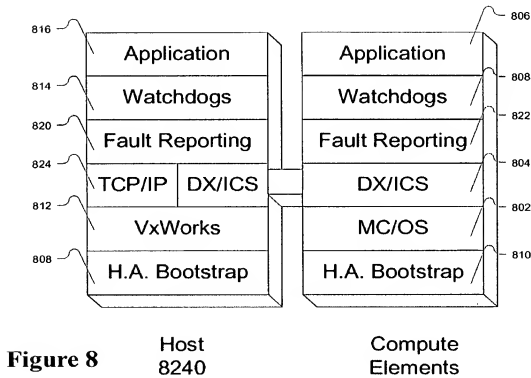 816 Application Application 806
814 Watchdogs Watchdogs 808
820 Fault Reporting Fault Reporting 822
824 TCP/IP DX/ICS DX/ICS 804
812 VxWorks MC/OS 802
808 H.A. Bootstrap H.A. Bootstrap 810
Figure 8
Host
8240
Compute
Elements